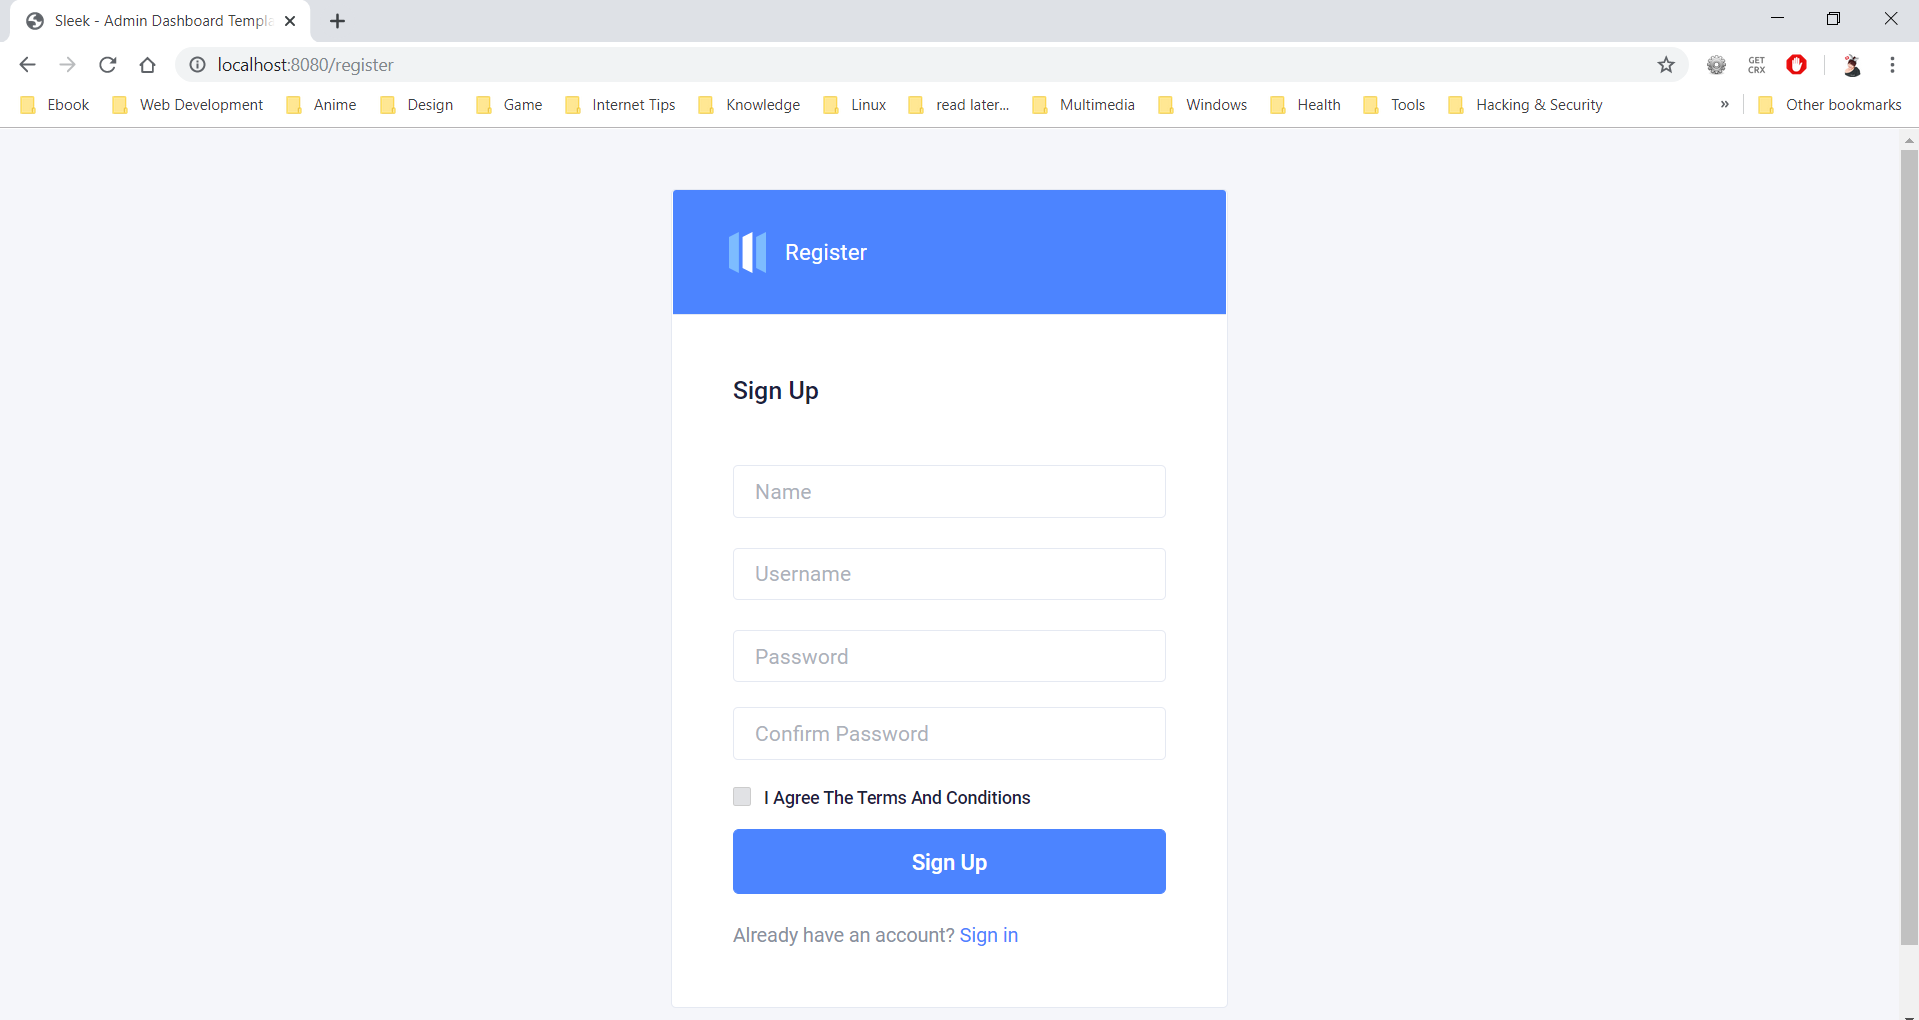 Sleek - Admin Dashboard Templa
localhost:8080/register
GET
CRX
Ebook Web Development Anime Design Game Internet Tips Knowledge Linux read later... Multimedia Windows Health Tools Hacking & Security » Other bookmarks
Register
Sign Up
Name
Username
Password
Confirm Password
I Agree The Terms And Conditions
Sign Up
Already have an account? Sign in